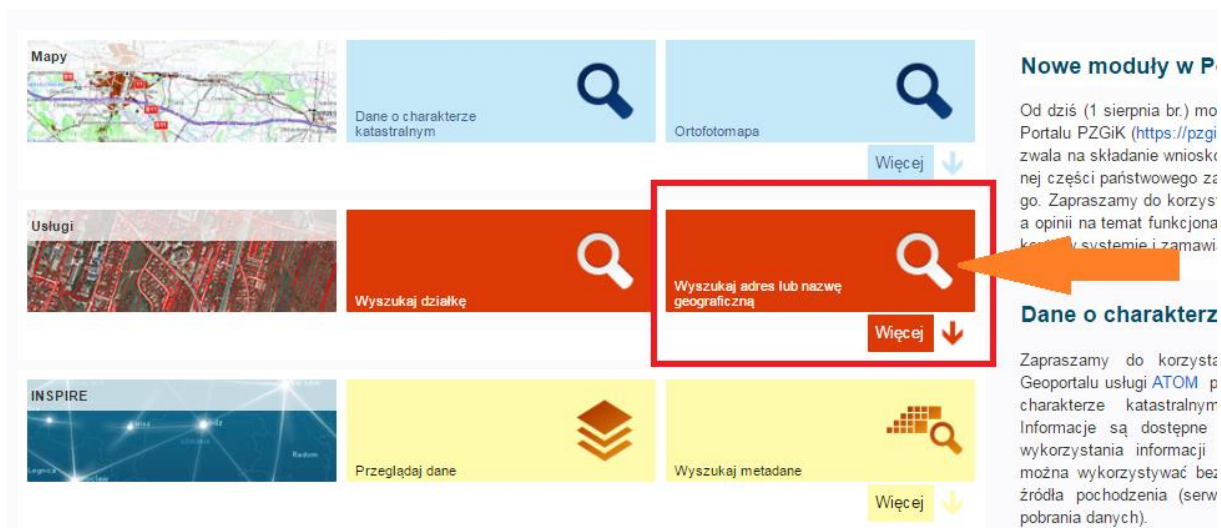 Mapy
Dane o charakterze
katastralnym
Ortofotomapa
Więcej
Usługi
Wyszukaj działkę
Wyszukaj adres lub nazwę
geograficzną
Więcej
INSPIRE
Przeglądaj dane
Wyszukaj metadane
Więcej
Nowe moduły w P
Od dziś (1 sierpnia br.) mo
Portalu PZGiK (https://pzgi
zwala na składanie wniosk
nej części państwowego za
go. Zapraszamy do korzys
a opinii na temat funkcjona
systemie i zamawi
Dane o charakterz
Zapraszamy do korzysta
Geoportalu usługi ATOM p
charakterze katastralnym
Informacje są dostępne
wykorzystania informacji
można wykorzystywać bez
źródła pochodzenia (serw
pobrania danych).